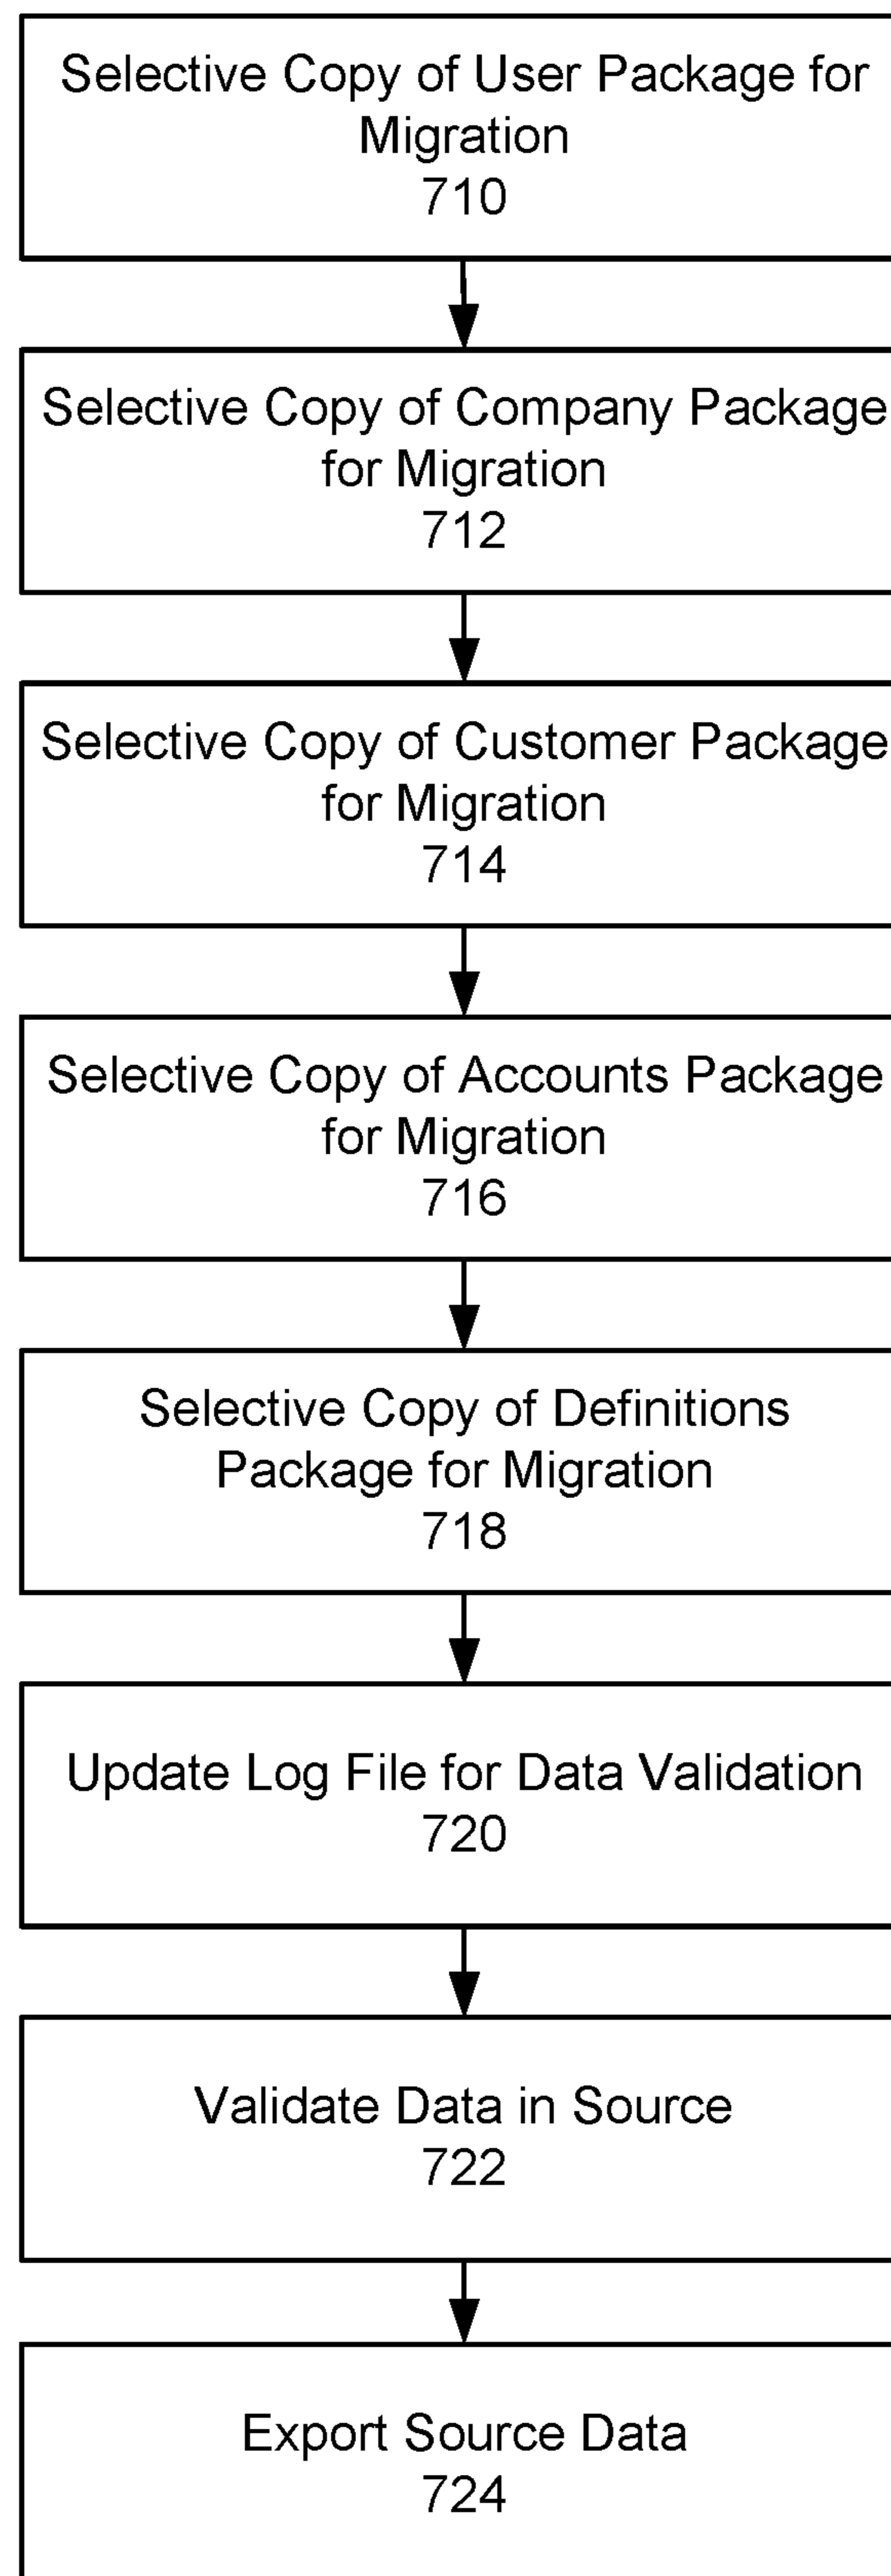 Selective Copy of User Package for
Migration
710
Selective Copy of Company Package
for Migration
712
Selective Copy of Customer Package
for Migration
714
Selective Copy of Accounts Package
for Migration
716
Selective Copy of Definitions
Package for Migration
718
Update Log File for Data Validation
720
Validate Data in Source
722
Export Source Data
724